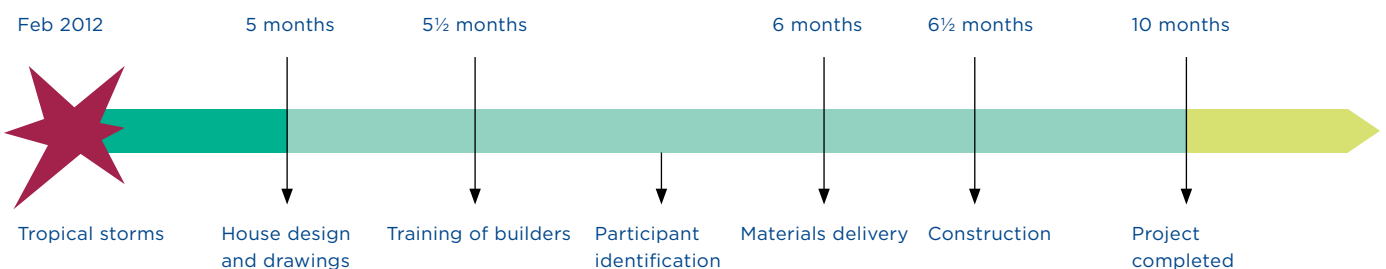 Feb 2012
5 months
5½ months
6 months
6½ months
10 months
Tropical storms
House design
and drawings
Training of builders
Participant
identification
Materials delivery
Construction
Project
completed